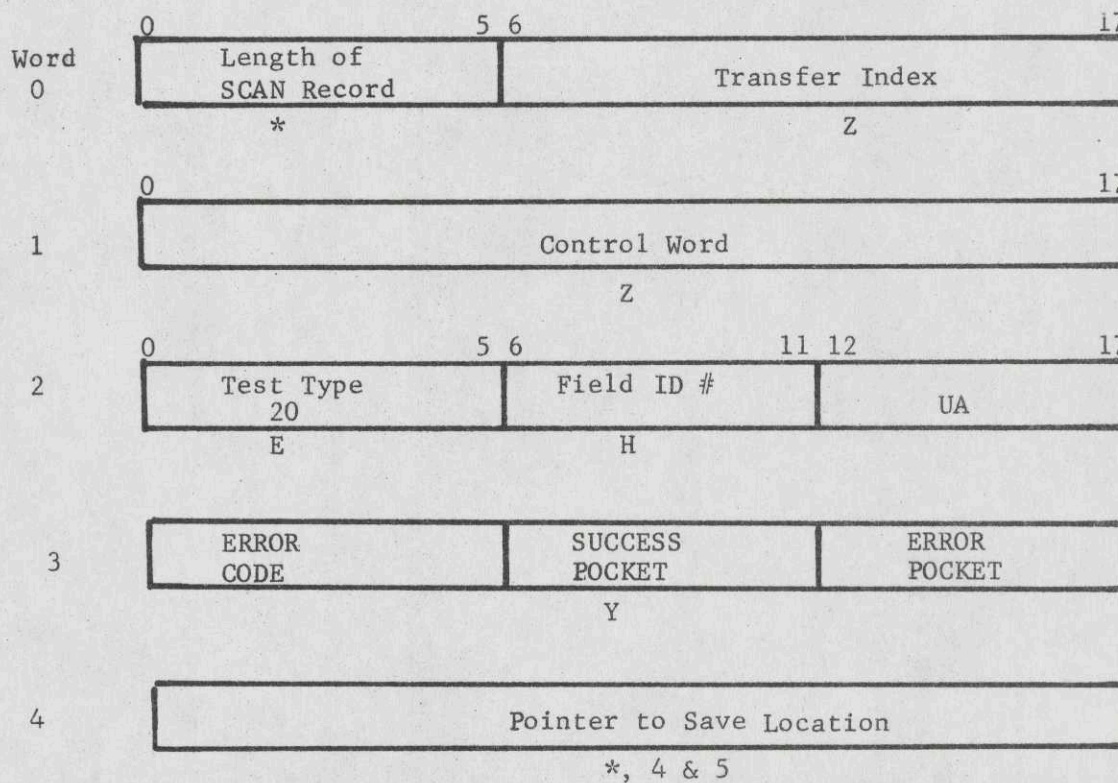 0 5 6 17
Word
0
Length of
SCAN Record
Transfer Index
* Z
0 17
1 Control Word
Z
0 5 6 11 12 17
2
Test Type
20
Field ID #
UA
E H
3
ERROR
CODE
SUCCESS
POCKET
ERROR
POCKET
Y
4 Pointer to Save Location
*, 4 & 5